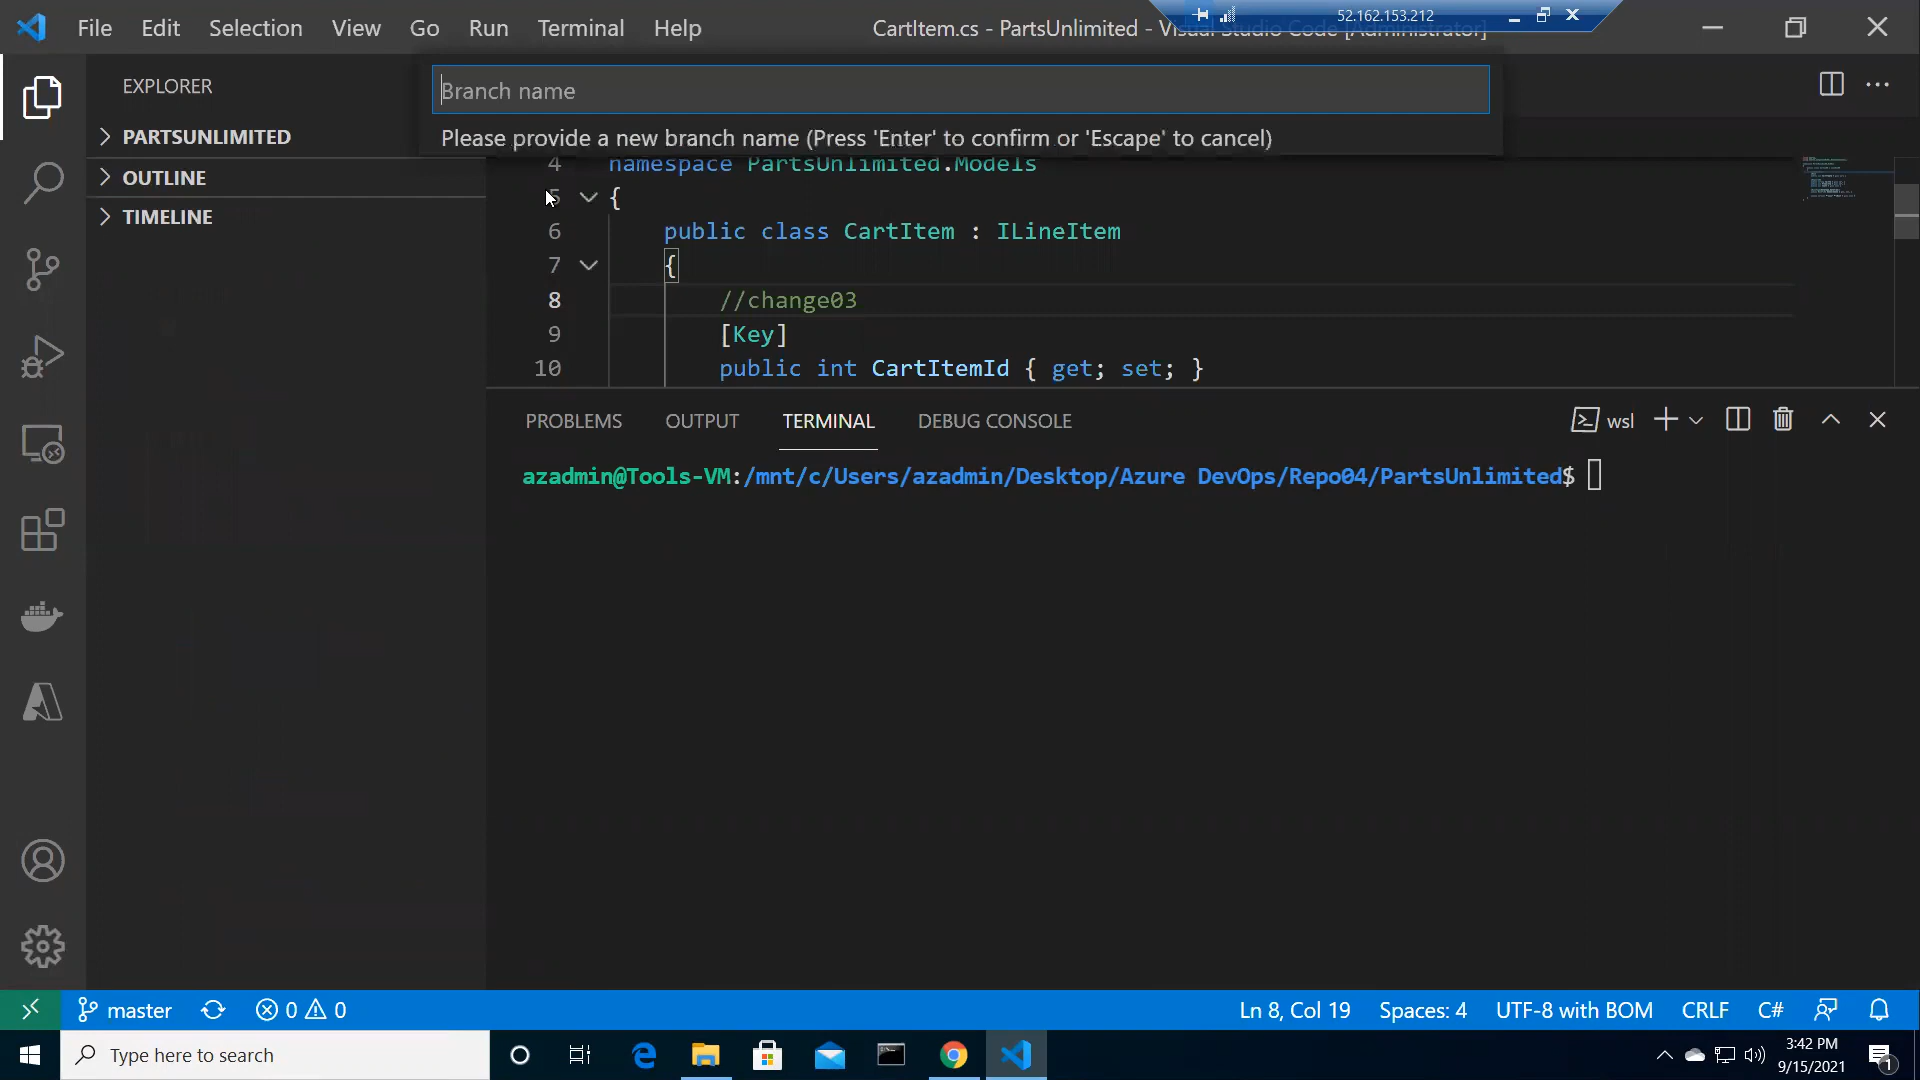 File Edit Selection View Go Run Terminal Help
CartItem.cs - PartsUnlimited - Visual Studio Code [Administrator]
52.162.153.212
Branch name
Please provide a new branch name (Press 'Enter' to confirm or 'Escape' to cancel)
EXPLORER
PARTSUNLIMITED
OUTLINE
TIMELINE
4 namespace PartsUnlimited.Models
5 {
6 public class CartItem : ILineItem
7 {
8 //change03
9 [Key]
10 public int CartItemId { get; set; }
PROBLEMS OUTPUT TERMINAL DEBUG CONSOLE
wsl
azadmin@Tools-VM:/mnt/c/Users/azadmin/Desktop/Azure DevOps/Repo04/PartsUnlimited$
master 0 0
Ln 8, Col 19 Spaces: 4 UTF-8 with BOM CRLF C#
Type here to search
3:42 PM
9/15/2021
1